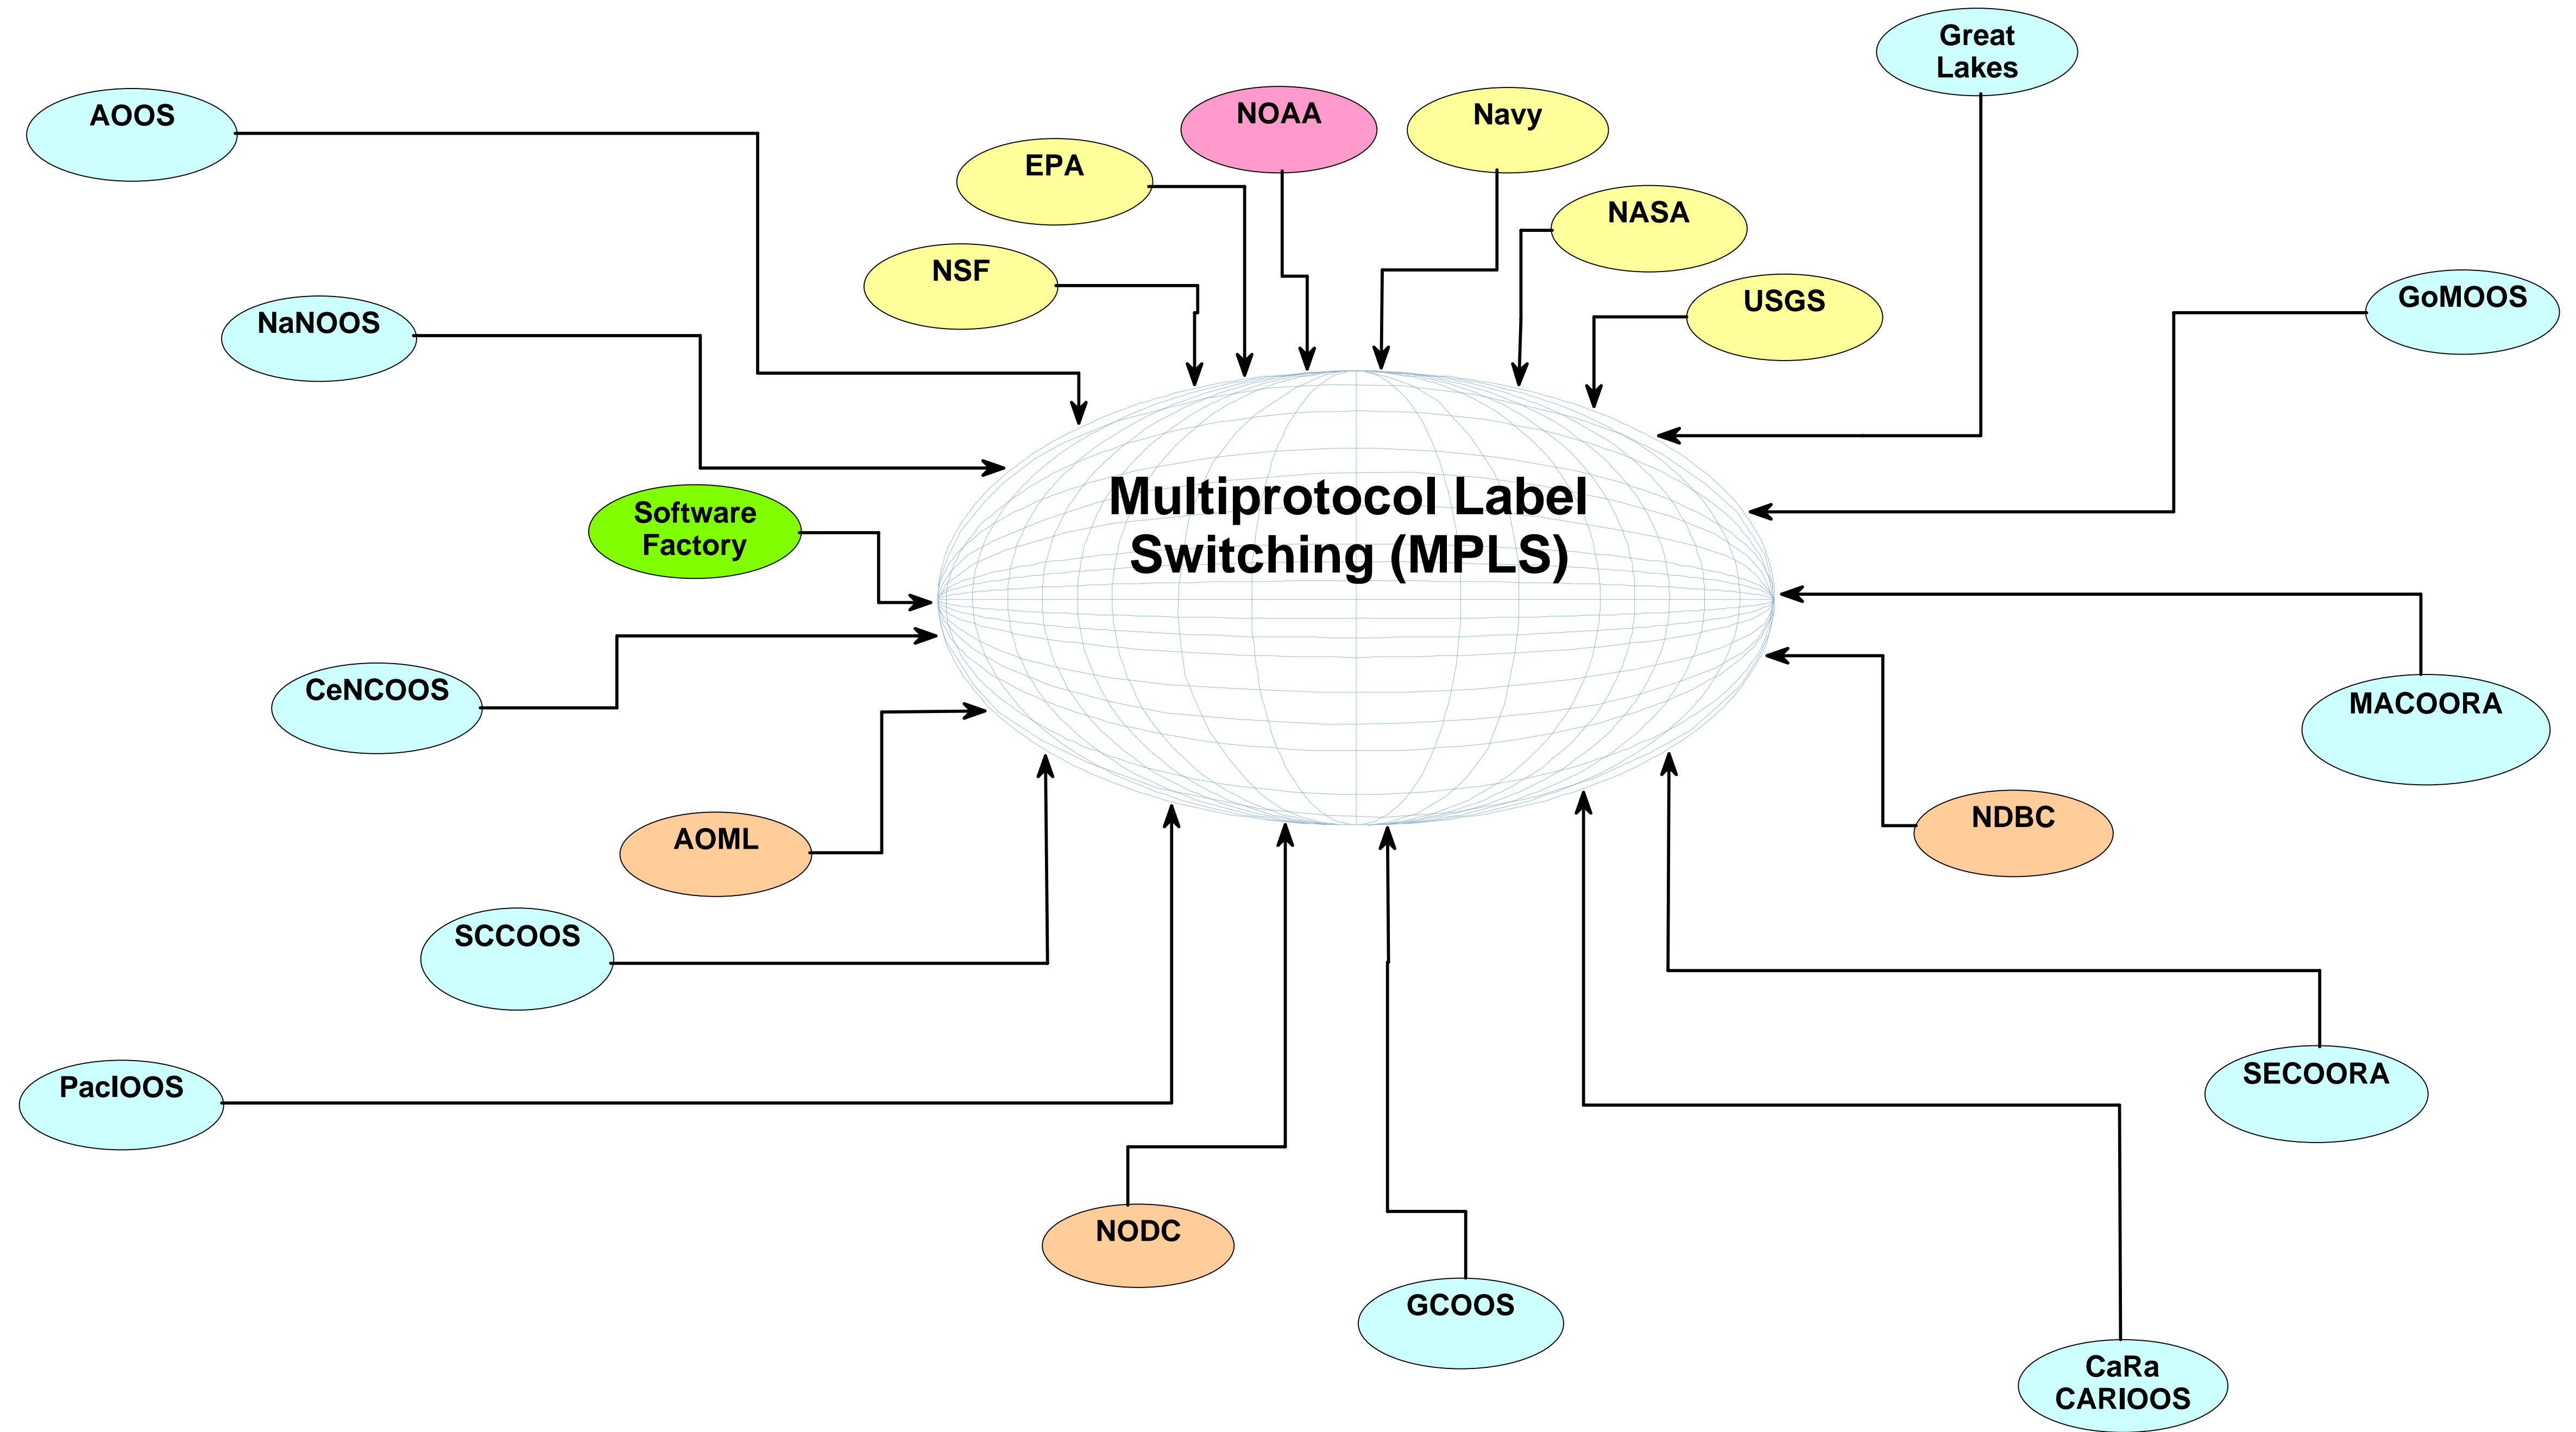 Great
Lakes
AOOS
NOAA
Navy
EPA
NASA
NSF
USGS
GoMOOS
NaNOOS
Multiprotocol Label
Switching (MPLS)
Software
Factory
CeNCOOS
MACOORA
NDBC
AOML
SCCOOS
SECOORA
PacIOOS
NODC
GCOOS
CaRa
CARIOOS